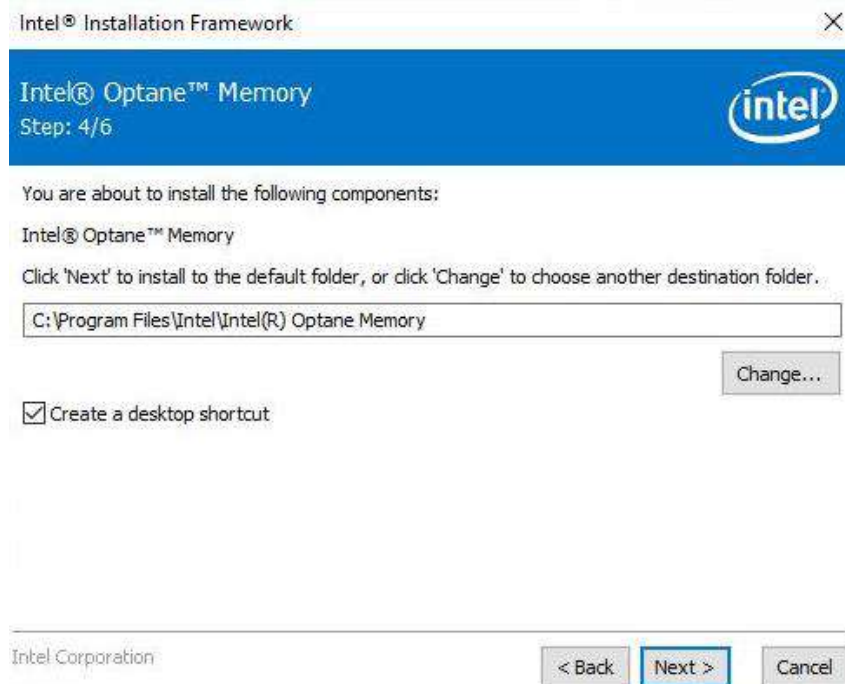 Intel® Installation Framework
Intel® Optane™ Memory
Step: 4/6
intel
You are about to install the following components:
Intel® Optane™ Memory
Click 'Next' to install to the default folder, or click 'Change' to choose another destination folder.
C:\Program Files\Intel\Intel(R) Optane Memory
Change...
Create a desktop shortcut
Intel Corporation
< Back
Next >
Cancel